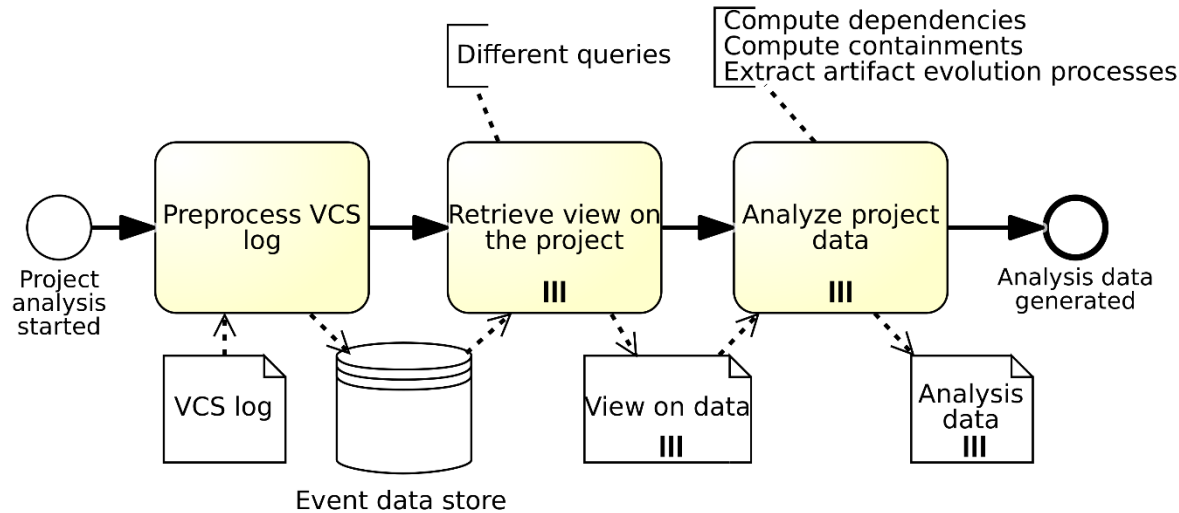 Different queries
Compute dependencies
Compute containments
Extract artifact evolution processes
Project
analysis
started
Preprocess VCS
log
Retrieve view on
the project
Analyze project
data
Analysis data
generated
VCS log
Event data store
View on data
Analysis
data